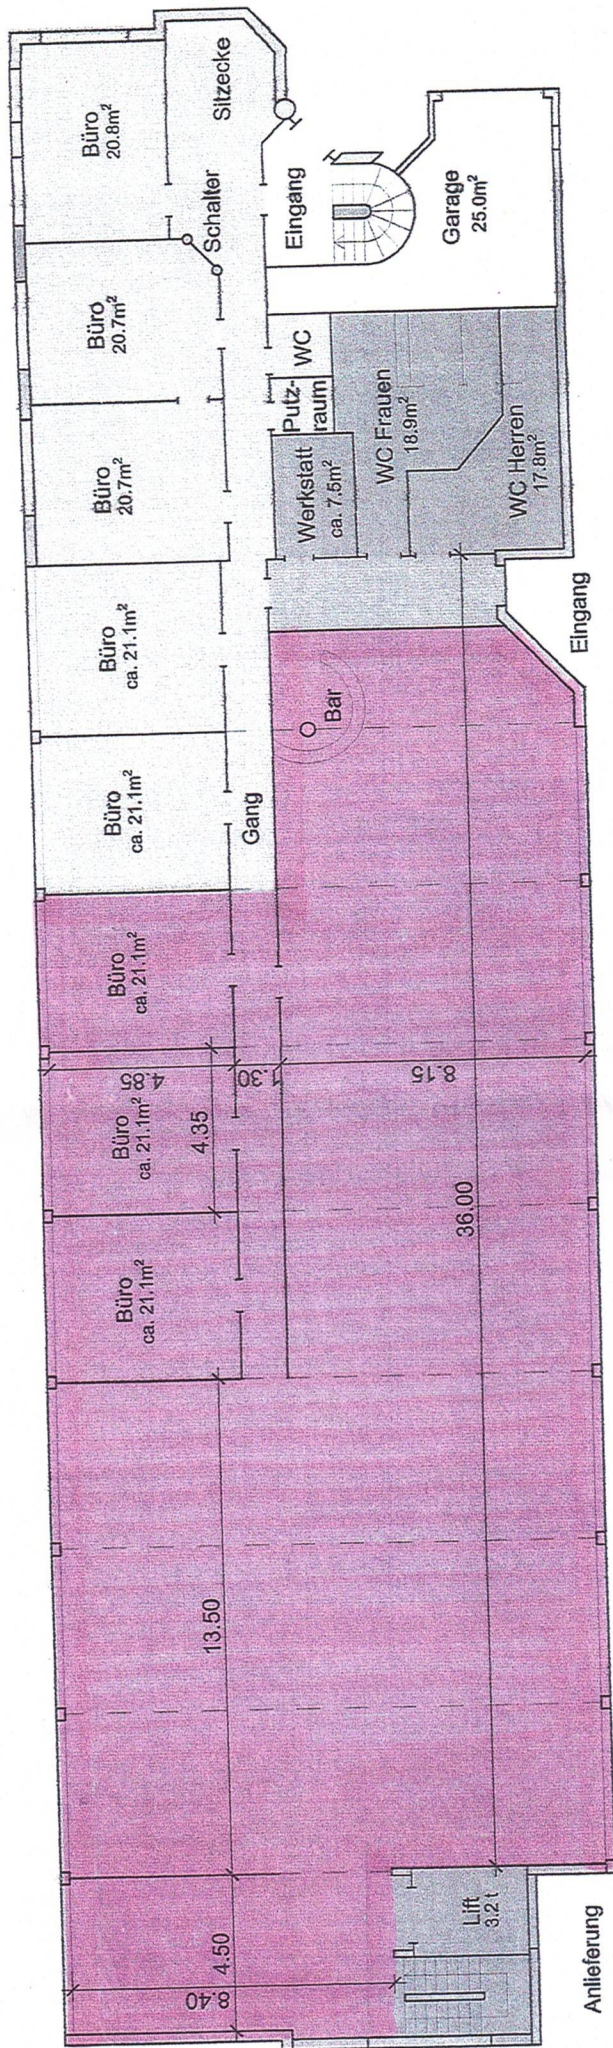 Büro
20.8m²
Sitzecke
Schalter
Eingang
Garage
25.0m²
Büro
20.7m²
WC
Putz-
raum
Büro
20.7m²
Werkstatt
ca. 7.5m²
WC Frauen
18.9m²
WC Herren
17.8m²
Büro
ca. 21.1m²
Eingang
Bar
Büro
ca. 21.1m²
Gang
Büro
ca. 21.1m²
4.85
1.30
8.15
Büro
ca. 21.1m²
4.35
36.00
Büro
ca. 21.1m²
13.50
4.50
8.40
Lift
3.2 t
Anlieferung